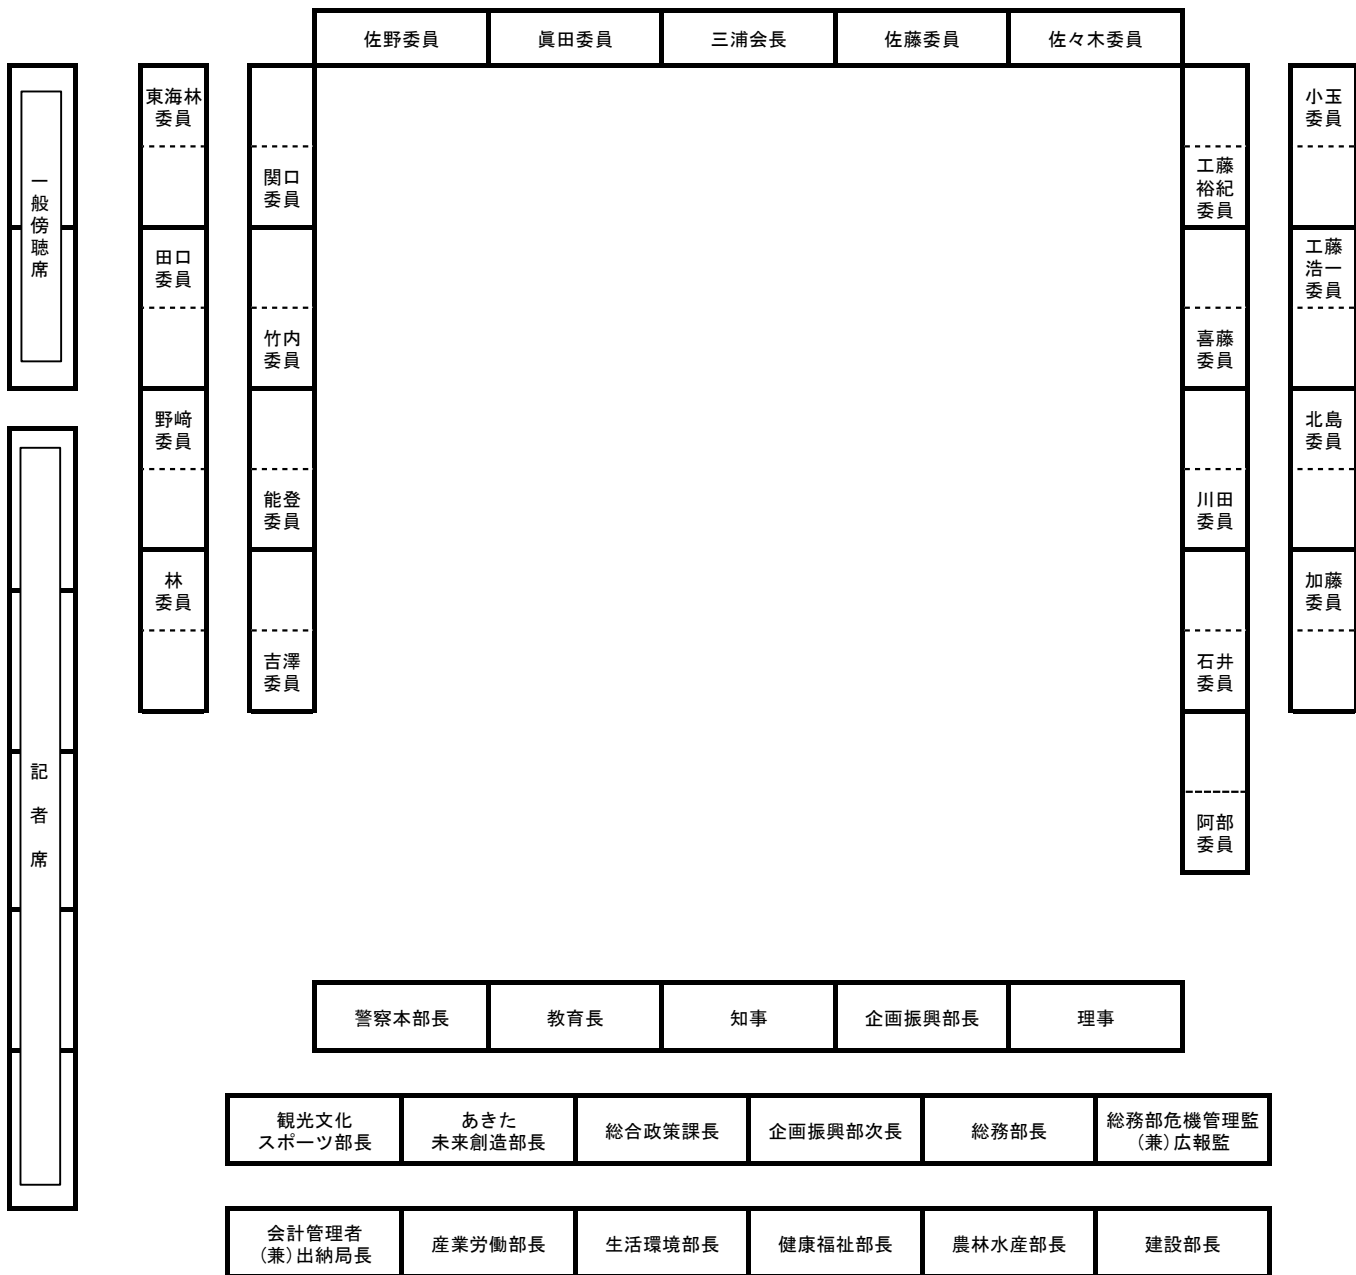 佐野委員
眞田委員
三浦会長
佐藤委員
佐々木委員
一般傍聴席
記者席
東海林
委員
田口
委員
野﨑
委員
林
委員
関口
委員
竹内
委員
能登
委員
吉澤
委員
工藤
裕紀
委員
喜藤
委員
川田
委員
石井
委員
阿部
委員
小玉
委員
工藤
浩一
委員
北島
委員
加藤
委員
警察本部長
教育長
知事
企画振興部長
理事
観光文化
スポーツ部長
あきた
未来創造部長
総合政策課長
企画振興部次長
総務部長
総務部危機管理監
(兼)広報監
会計管理者
(兼)出納局長
産業労働部長
生活環境部長
健康福祉部長
農林水産部長
建設部長